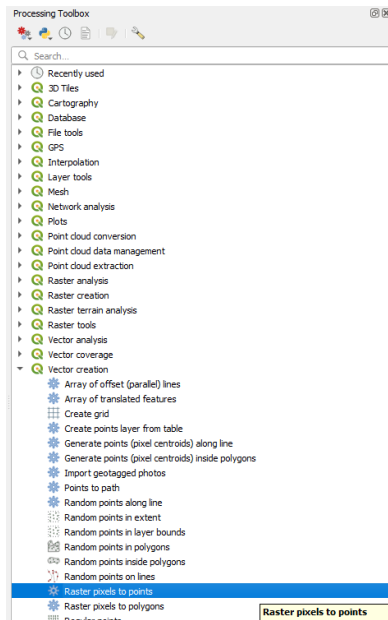 Processing Toolbox
Search...
Recently used
3D Tiles
Cartography
Database
File tools
GPS
Interpolation
Layer tools
Mesh
Network analysis
Plots
Point cloud conversion
Point cloud data management
Point cloud extraction
Raster analysis
Raster creation
Raster terrain analysis
Raster tools
Vector analysis
Vector coverage
Vector creation
Array of offset (parallel) lines
Array of translated features
Create grid
Create points layer from table
Generate points (pixel centroids) along line
Generate points (pixel centroids) inside polygons
Import geotagged photos
Points to path
Random points along line
Random points in extent
Random points in layer bounds
Random points in polygons
Random points inside polygons
Random points on lines
Raster pixels to points
Raster pixels to polygons
Raster pixels to points